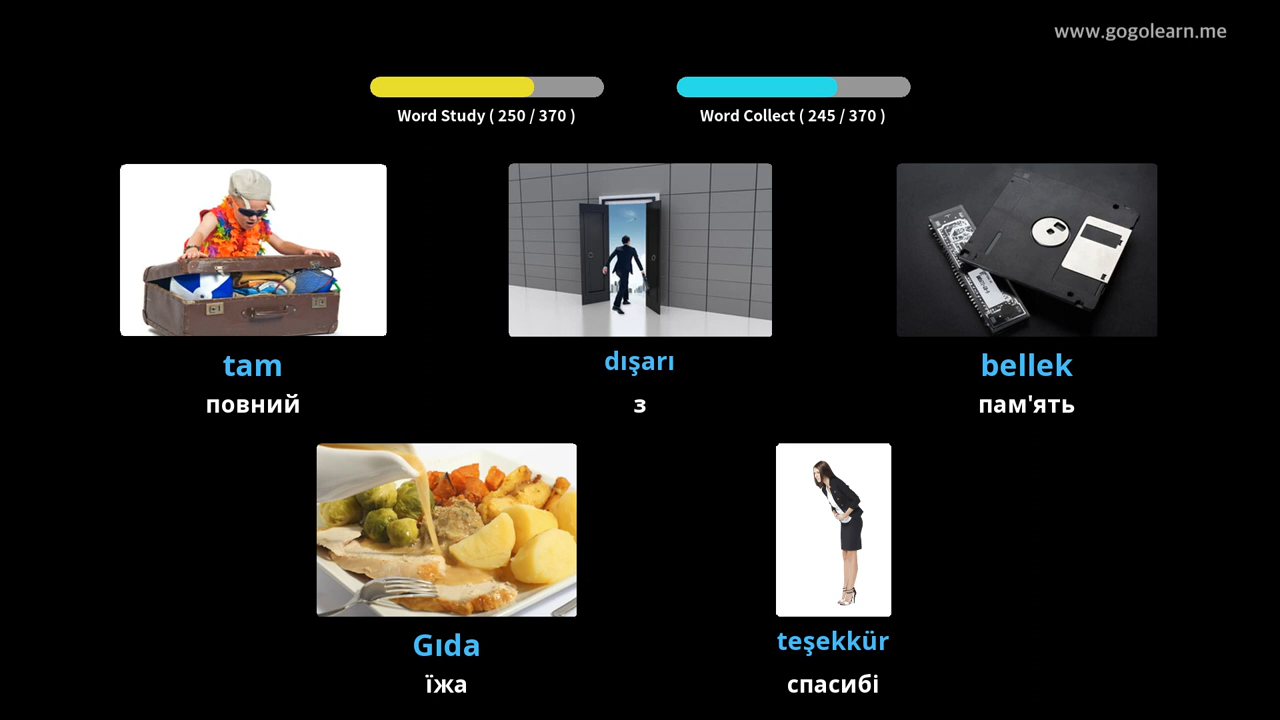 www.gogolearn.me
Word Study ( 250 / 370 )
Word Collect ( 245 / 370 )
tam
dışarı
bellek
повний
з
пам'ять
Gıda
teşekkür
їжа
спасибі